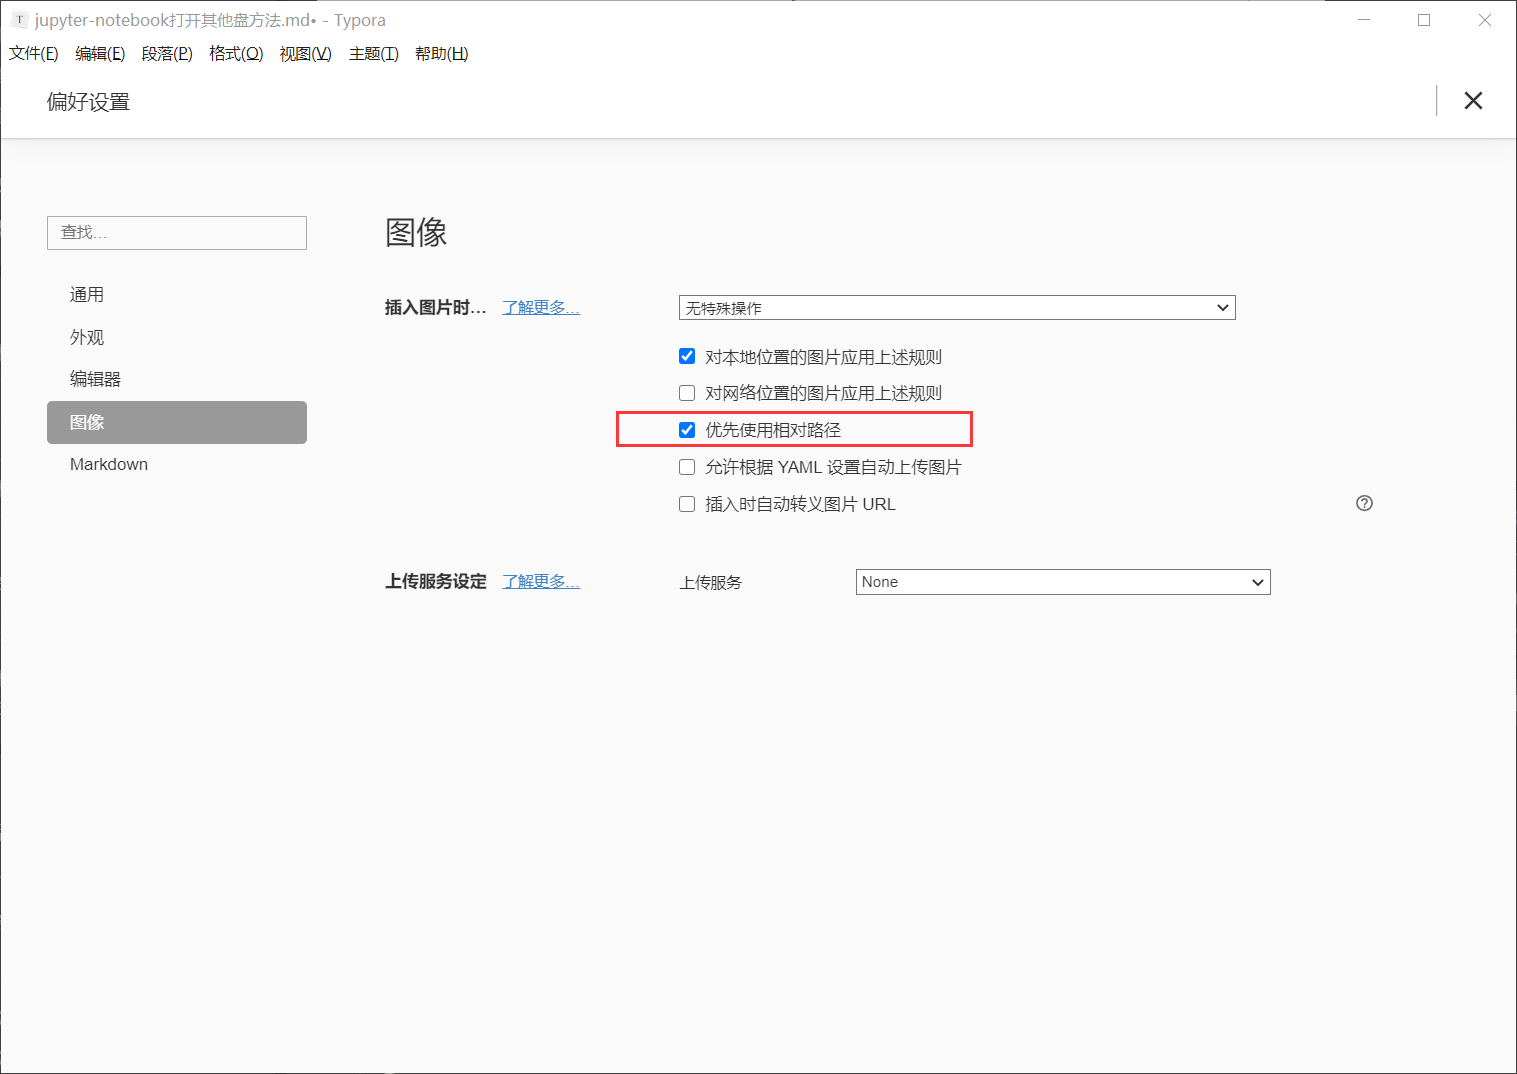 T jupyter-notebook打开其他盘方法.md• - Typora
文件(F) 编辑(E) 段落(P) 格式(O) 视图(V) 主题(T) 帮助(H)
偏好设置
查找...
通用
外观
编辑器
图像
Markdown
图像
插入图片时... 了解更多... 无特殊操作
对本地位置的图片应用上述规则
对网络位置的图片应用上述规则
优先使用相对路径
允许根据 YAML 设置自动上传图片
插入时自动转义图片 URL
上传服务设定 了解更多... 上传服务 None